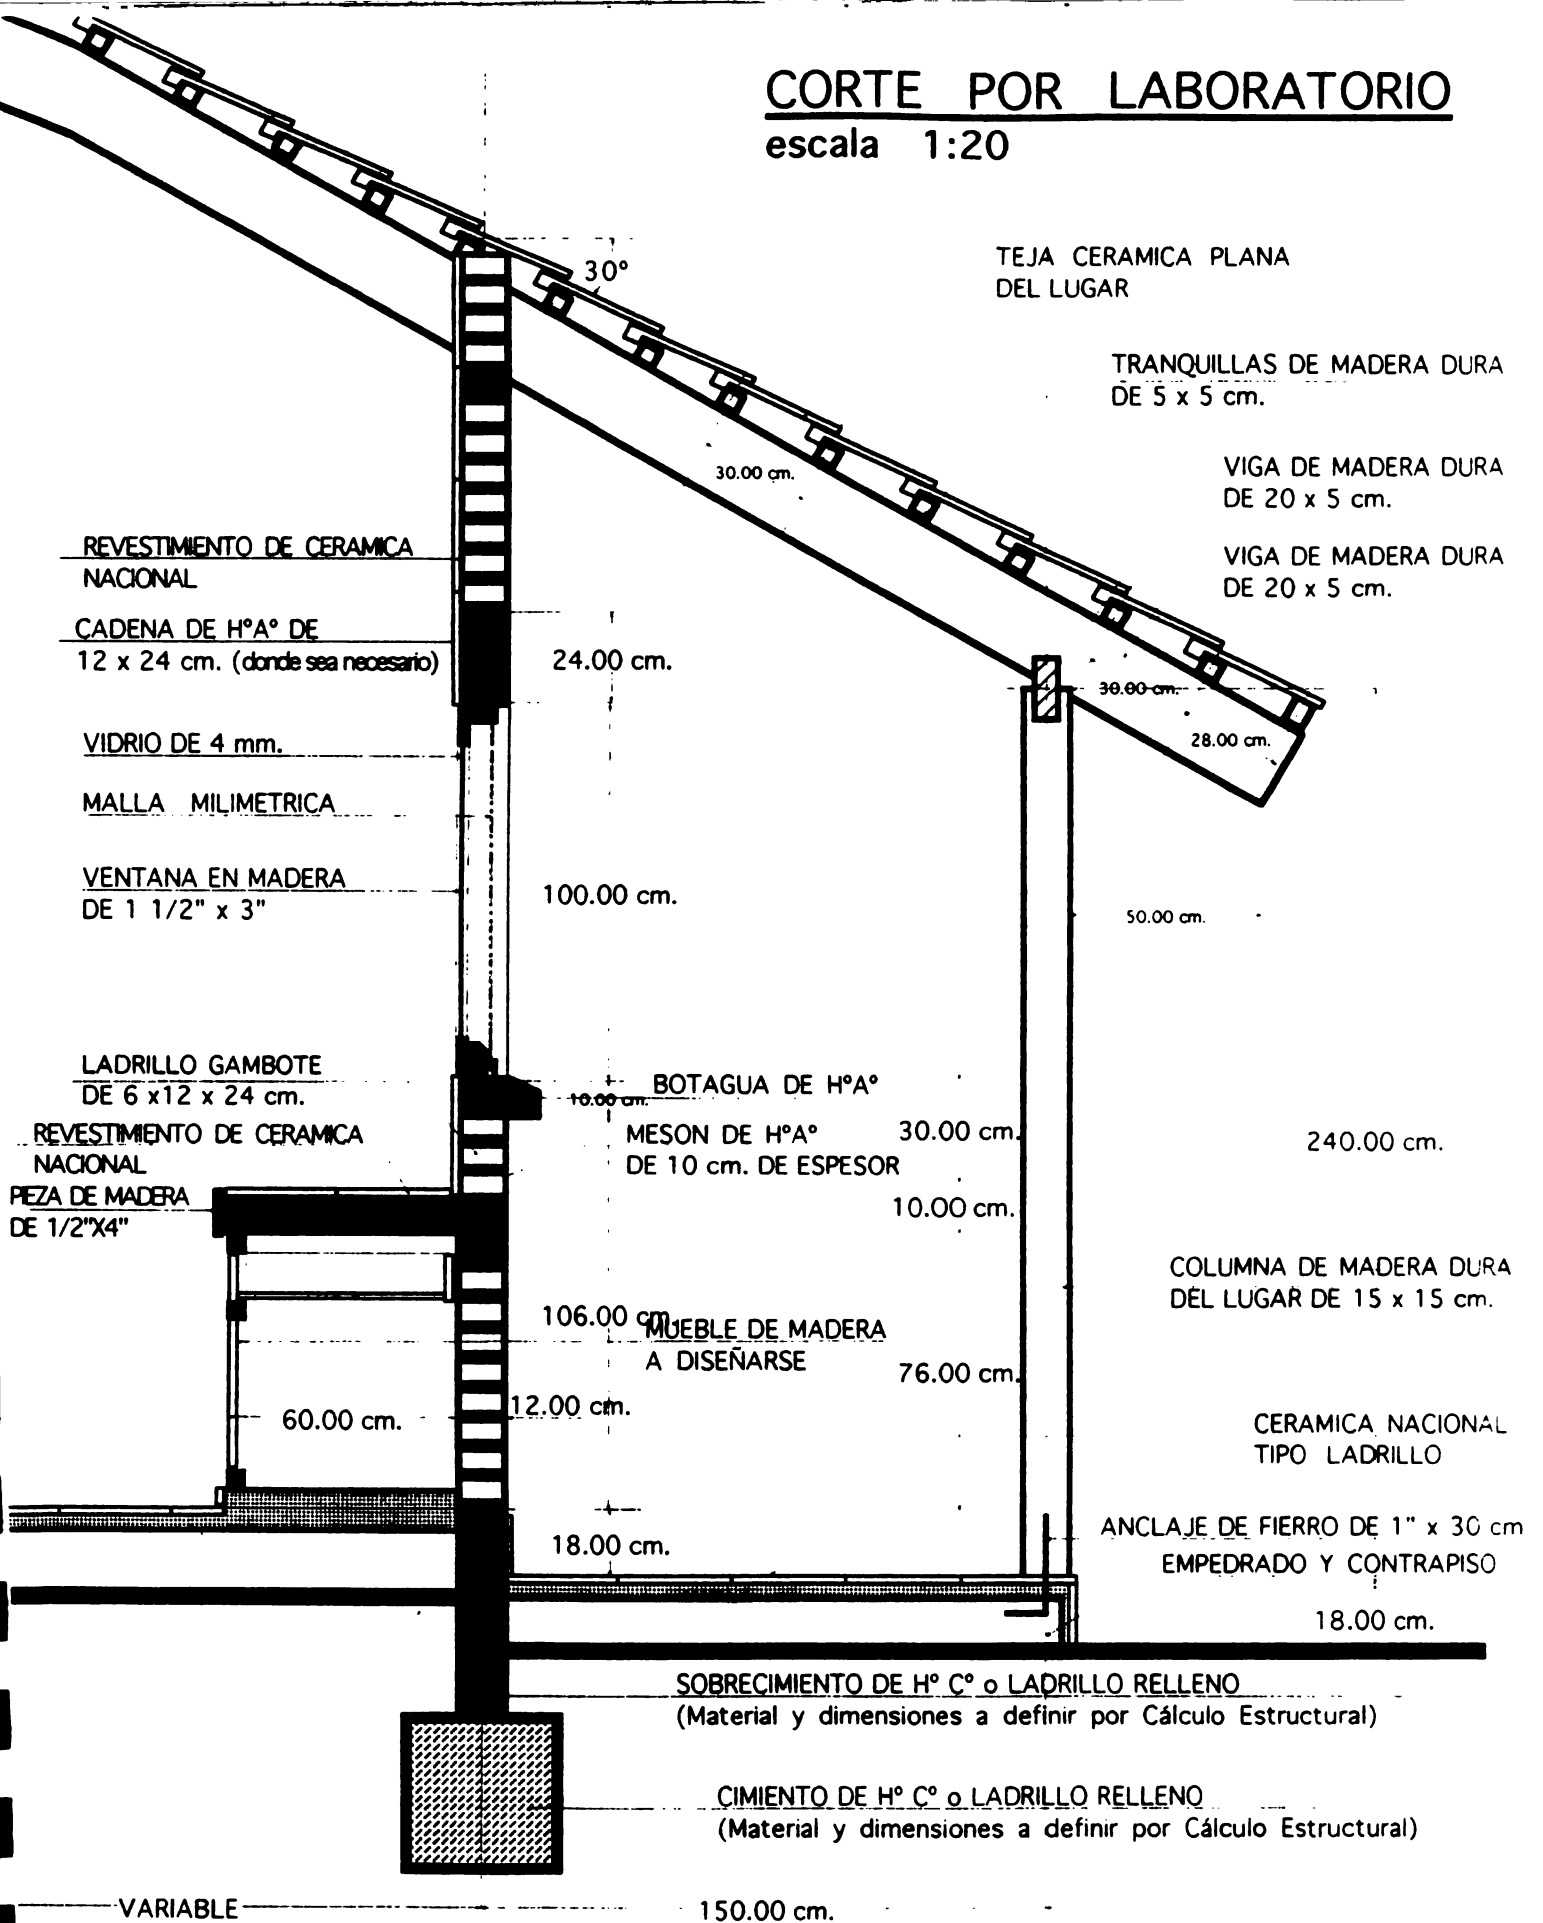 CORTE POR LABORATORIO
escala 1:20
TEJA CERAMICA PLANA
DEL LUGAR
30°
TRANQUILLAS DE MADERA DURA
DE 5 x 5 cm.
VIGA DE MADERA DURA
DE 20 x 5 cm.
30.00 cm.
VIGA DE MADERA DURA
DE 20 x 5 cm.
REVESTIMIENTO DE CERAMICA
NACIONAL
CADENA DE HºAº DE
12 x 24 cm. (donde sea necesario)
24.00 cm.
30.00 cm.
28.00 cm.
VIDRIO DE 4 mm.
MALLA MILIMETRICA
VENTANA EN MADERA
DE 1 1/2" x 3"
100.00 cm.
50.00 cm.
LADRILLO GAMBOTE
DE 6 x12 x 24 cm.
BOTAGUA DE HºAº
10.00 cm.
REVESTIMIENTO DE CERAMICA
NACIONAL
MESON DE HºAº
DE 10 cm. DE ESPESOR
30.00 cm.
240.00 cm.
PIEZA DE MADERA
DE 1/2"X4"
10.00 cm.
COLUMNA DE MADERA DURA
DEL LUGAR DE 15 x 15 cm.
106.00 cm.
MUEBLE DE MADERA
A DISEÑARSE
76.00 cm.
12.00 cm.
60.00 cm.
CERAMICA NACIONAL
TIPO LADRILLO
ANCLAJE DE FIERRO DE 1" x 30 cm
18.00 cm.
EMPEDRADO Y CONTRAPISO
18.00 cm.
SOBRECIMIENTO DE Hº Cº o LADRILLO RELLENO
(Material y dimensiones a definir por Cálculo Estructural)
CIMIENTO DE Hº Cº o LADRILLO RELLENO
(Material y dimensiones a definir por Cálculo Estructural)
VARIABLE
150.00 cm.